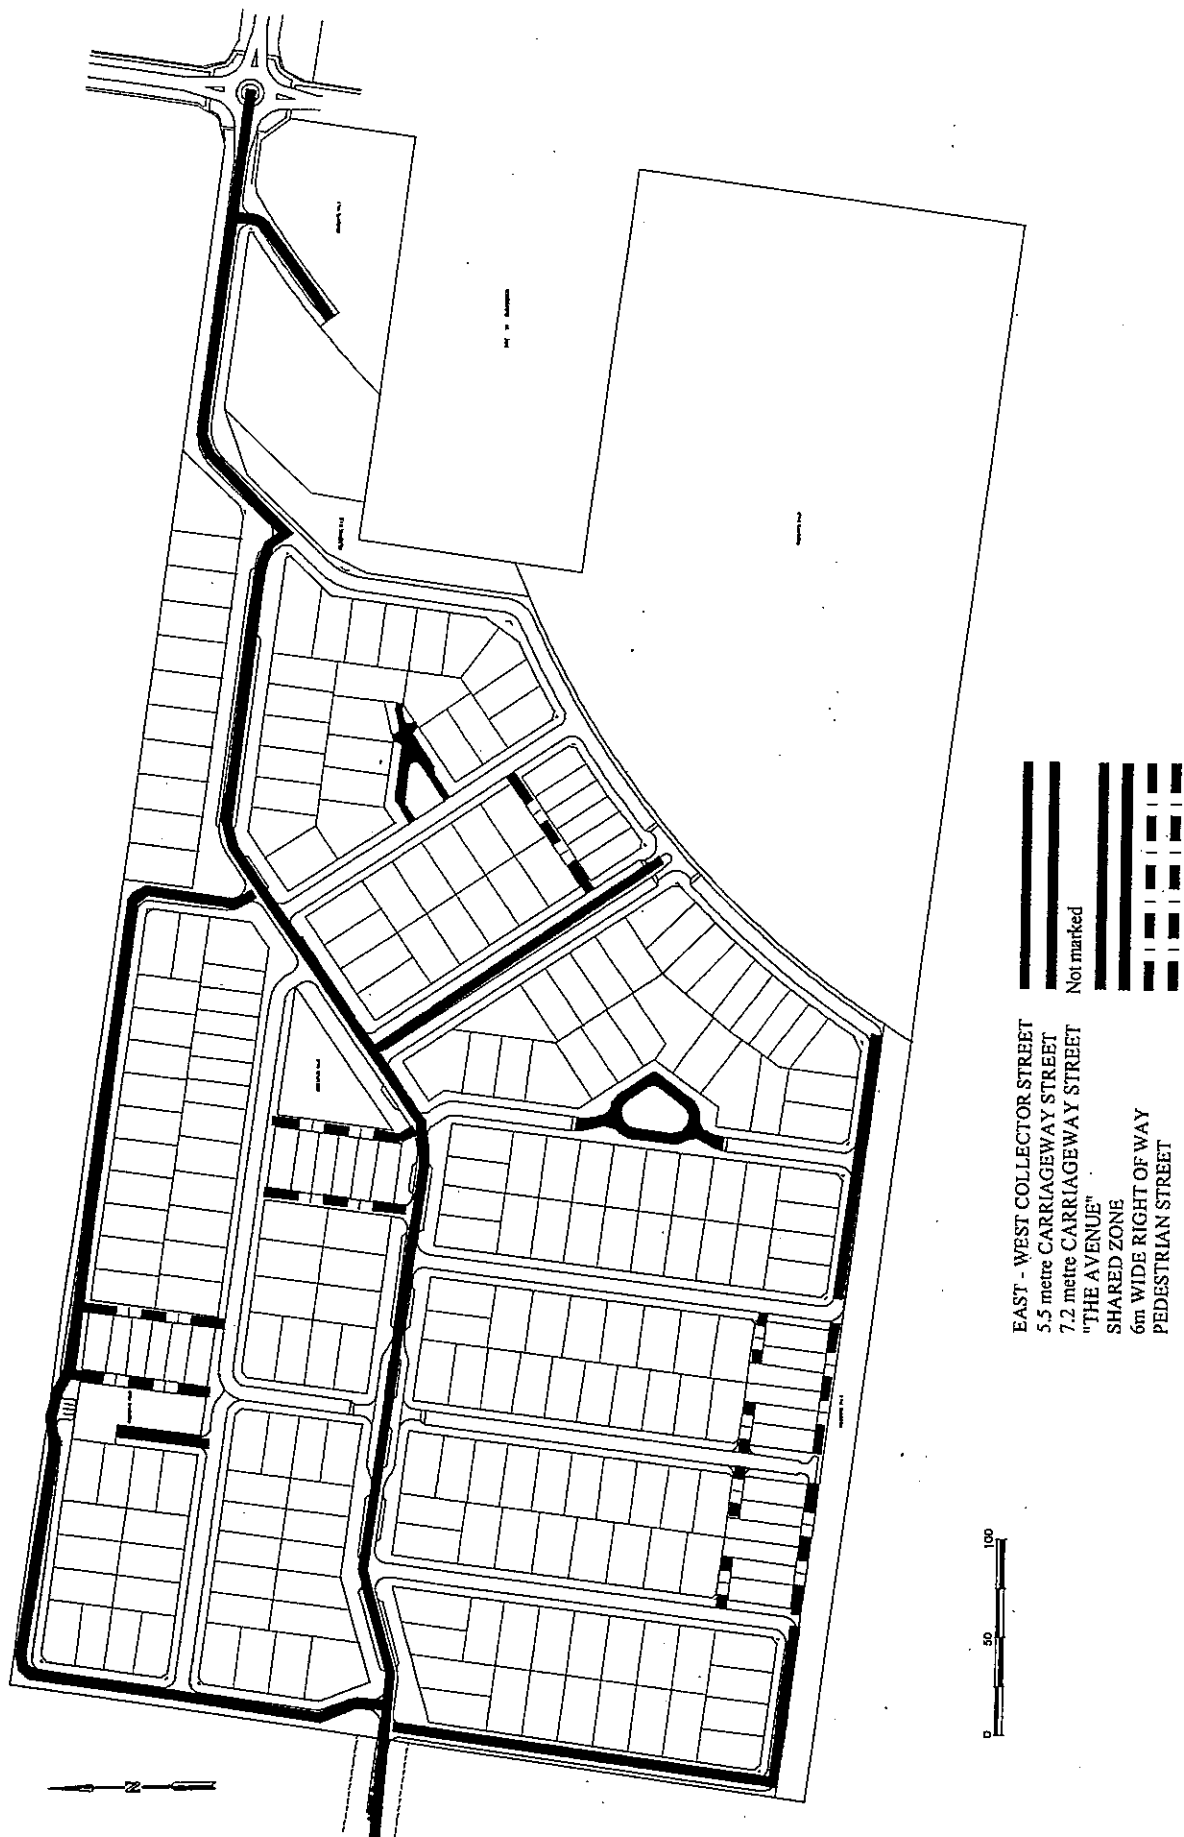 N
0 50 100
EAST - WEST COLLECTOR STREET
5.5 metre CARRIAGEWAY STREET
7.2 metre CARRIAGEWAY STREET Not marked
"THE AVENUE"
SHARED ZONE
6m WIDE RIGHT OF WAY
PEDESTRIAN STREET